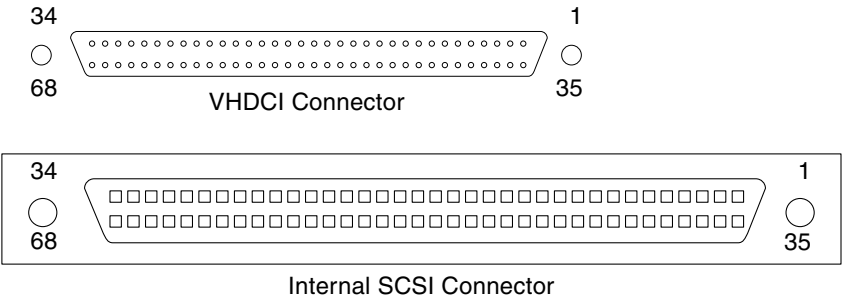 34 1
68 35
VHDCI Connector
34 1
68 35
Internal SCSI Connector